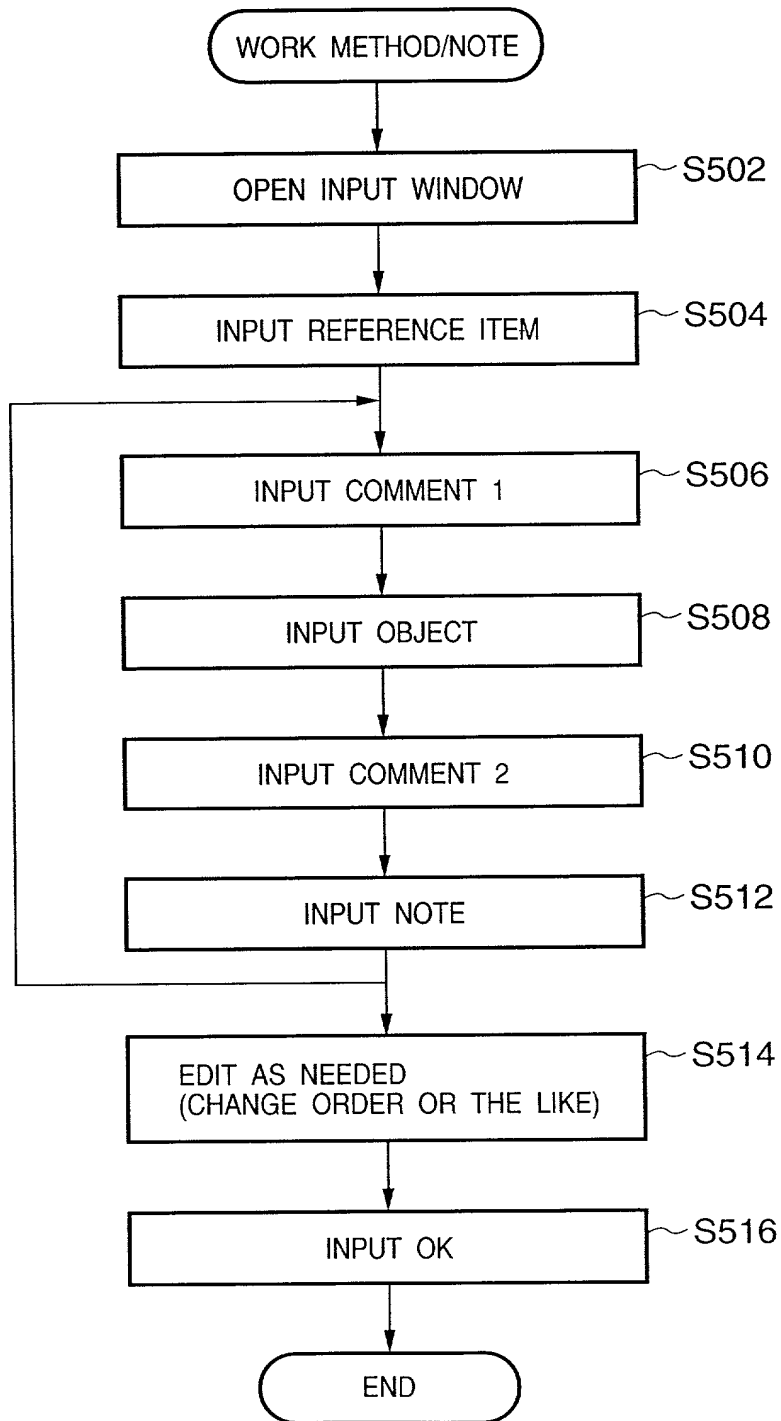 WORK METHOD/NOTE
OPEN INPUT WINDOW
S502
INPUT REFERENCE ITEM
S504
INPUT COMMENT 1
S506
INPUT OBJECT
S508
INPUT COMMENT 2
S510
INPUT NOTE
S512
EDIT AS NEEDED
(CHANGE ORDER OR THE LIKE)
S514
INPUT OK
S516
END